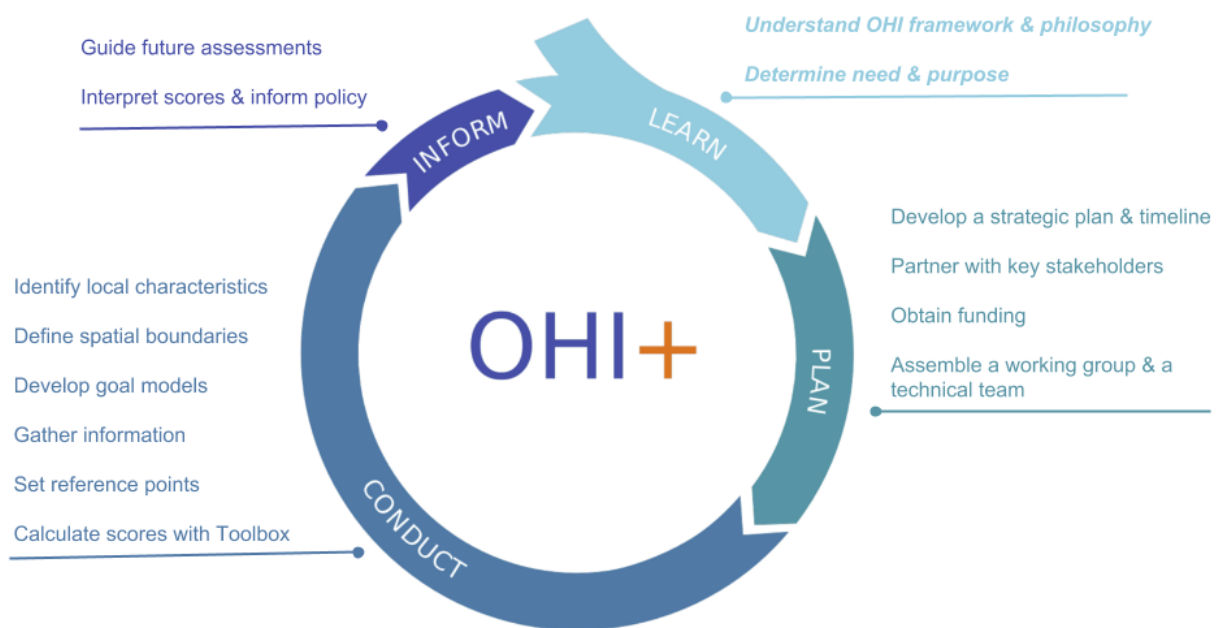 Understand OHI framework & philosophy
Determine need & purpose
LEARN
Develop a strategic plan & timeline
Partner with key stakeholders
Obtain funding
Assemble a working group & a
technical team
PLAN
Identify local characteristics
Define spatial boundaries
Develop goal models
Gather information
Set reference points
Calculate scores with Toolbox
CONDUCT
Guide future assessments
Interpret scores & inform policy
INFORM
OHI+